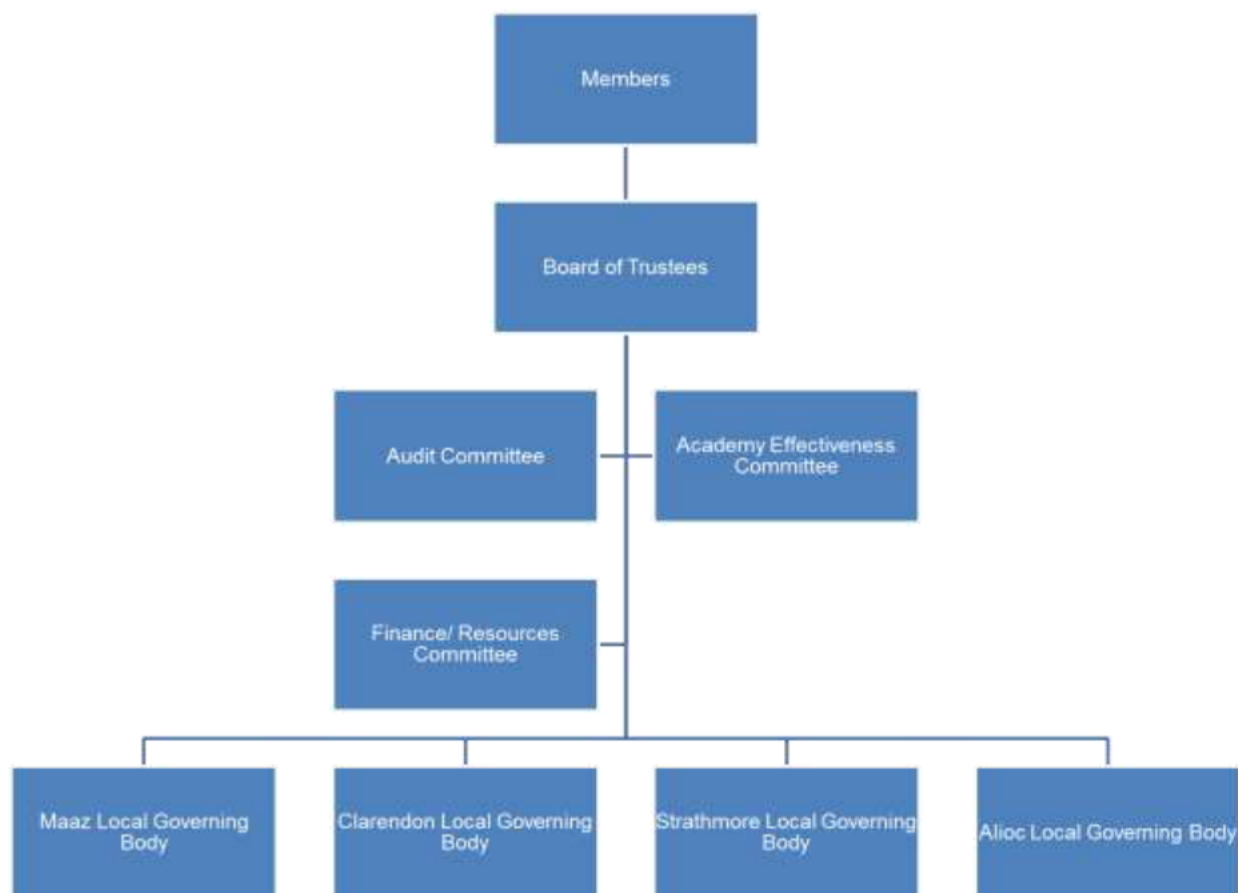 Members
Board of Trustees
Audit Committee
Academy Effectiveness
Committee
Finance/ Resources
Committee
Maaz Local Governing
Body
Clarendon Local Governing
Body
Strathmore Local Governing
Body
Alioc Local Governing Body